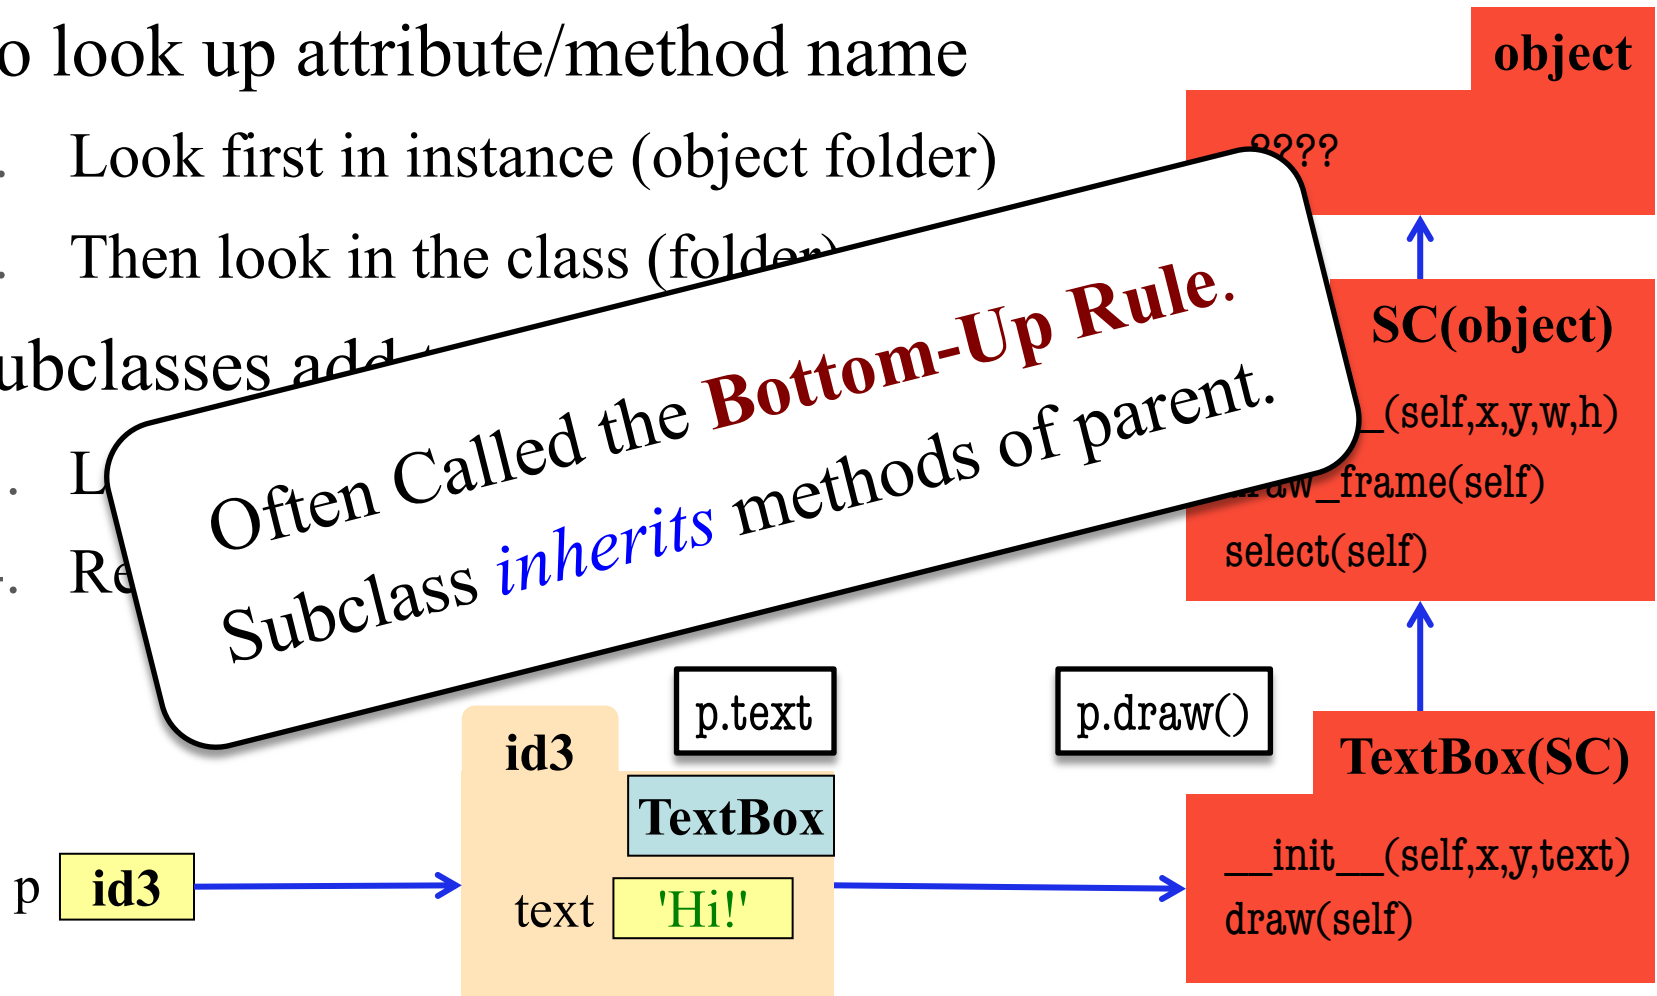 o look up attribute/method name
. Look first in instance (object folder)
. Then look in the class (folder)
ubclasses add
. L
. Re
Often Called the Bottom-Up Rule.
Subclass inherits methods of parent.
object
????
SC(object)
__(self,x,y,w,h)
draw_frame(self)
select(self)
p.text
p.draw()
id3
TextBox
p id3
text 'Hi!'
TextBox(SC)
__init__(self,x,y,text)
draw(self)